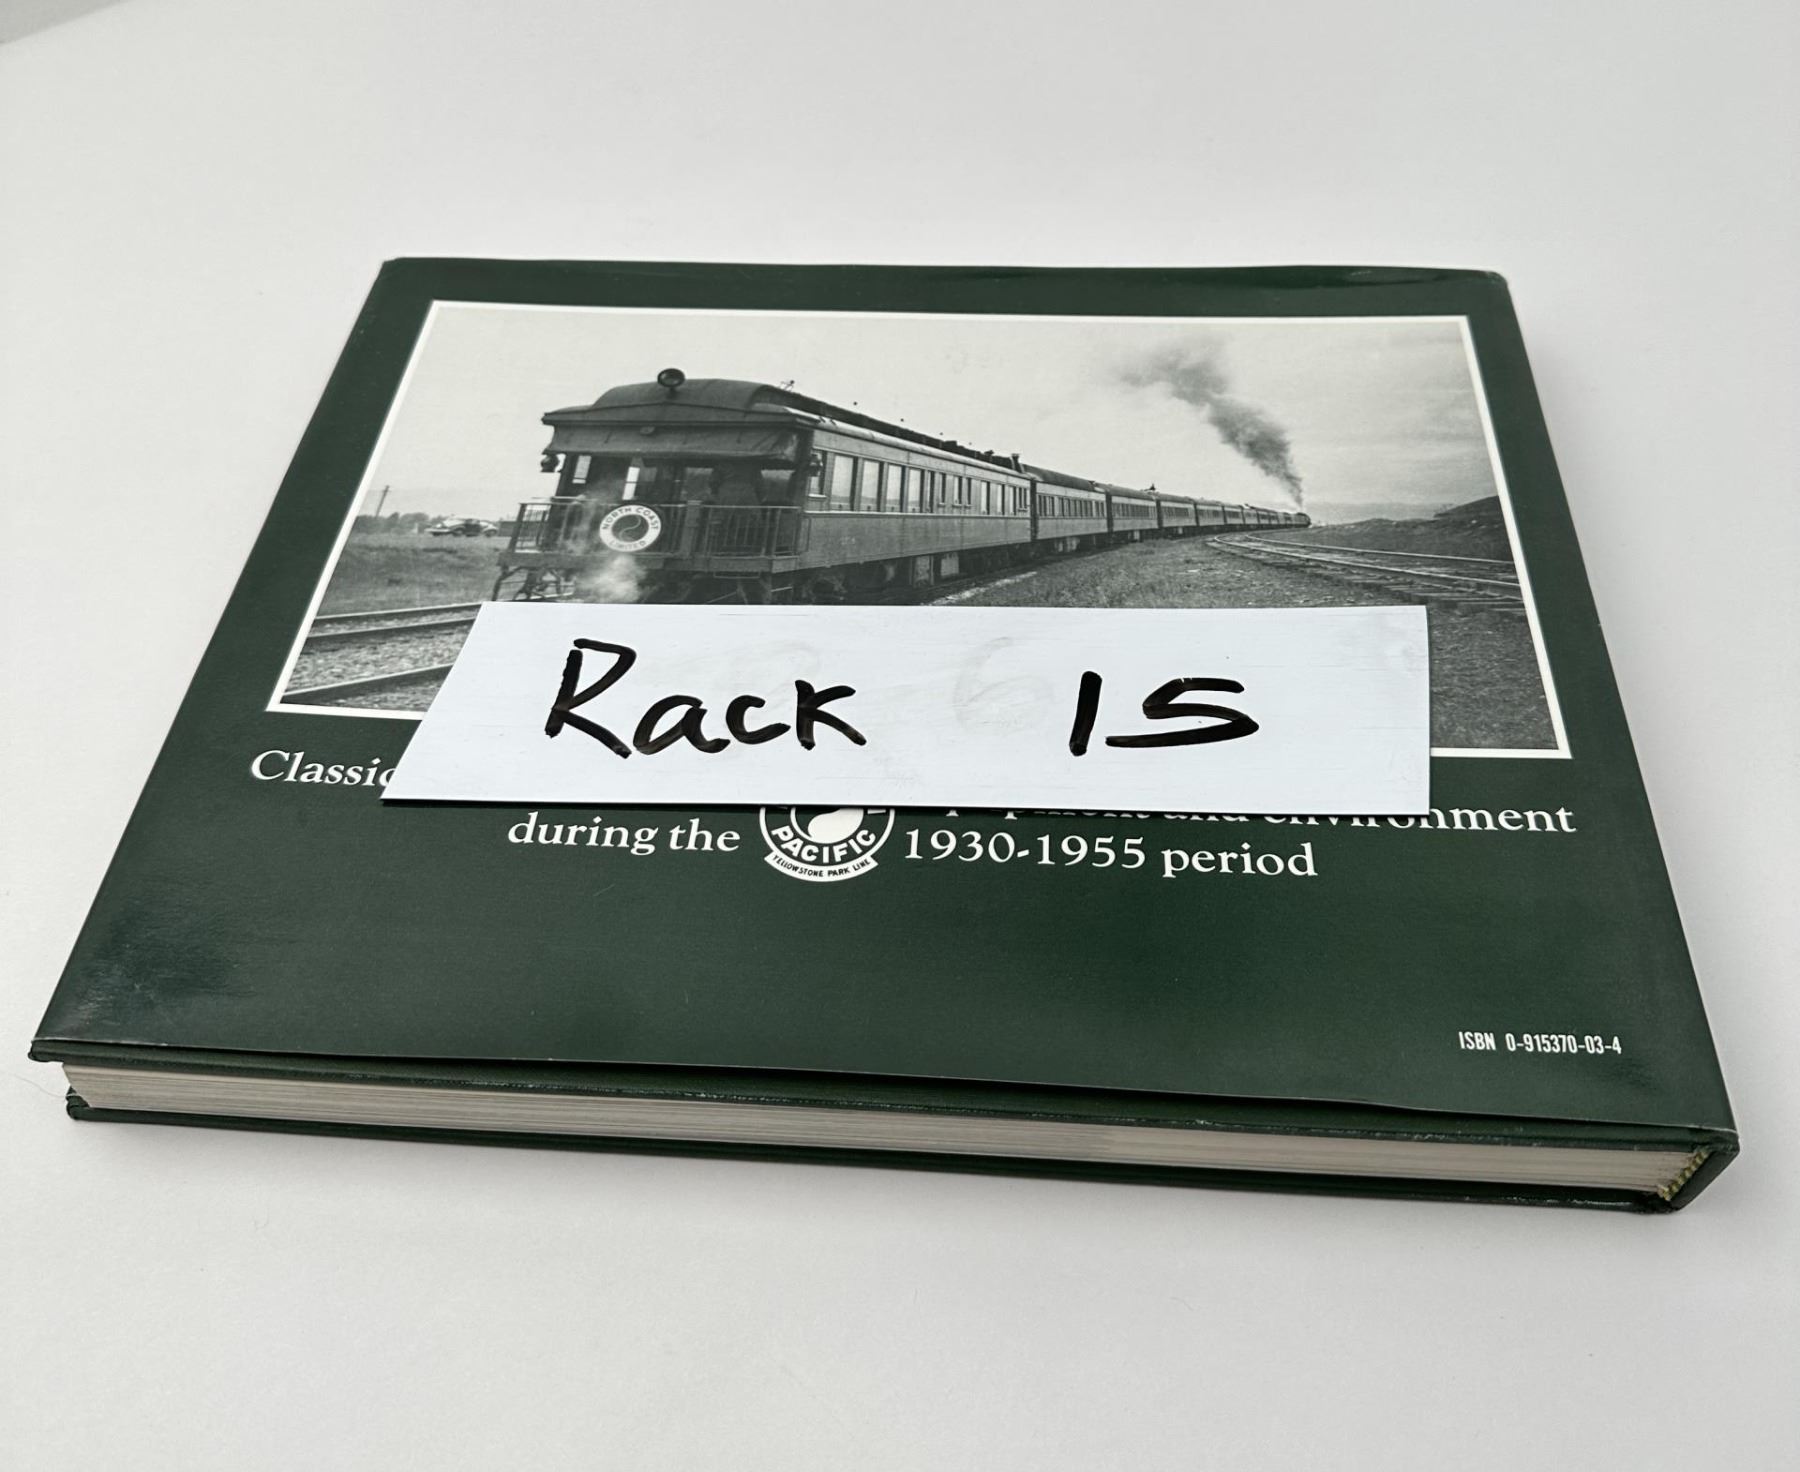 NORTH COAST
LIMITED
Rack 15
Classic
environment
during the
PACIFIC
YELLOWSTONE PARK LINE
1930-1955 period
ISBN 0-915370-03-4